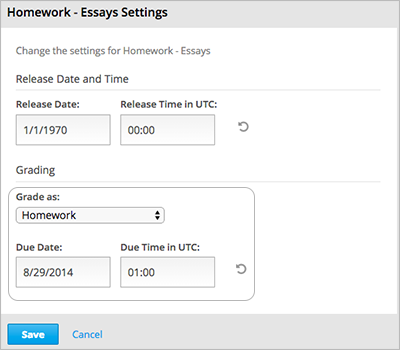 Homework - Essays Settings
Change the settings for Homework - Essays
Release Date and Time
Release Date: Release Time in UTC:
1/1/1970 00:00
Grading
Grade as:
Homework
Due Date: Due Time in UTC:
8/29/2014 01:00
Save Cancel